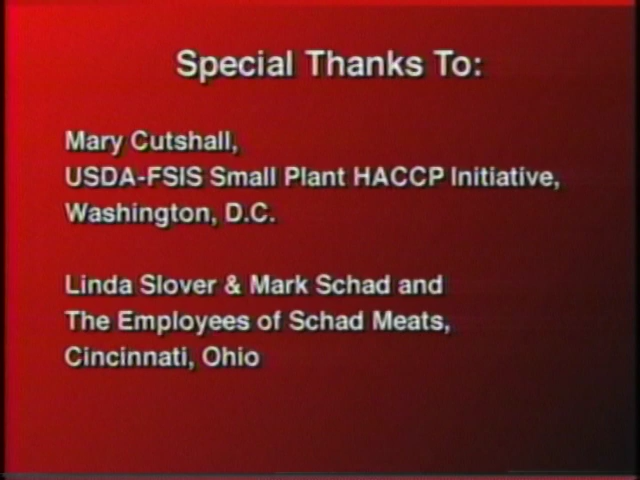 Special Thanks To:
Mary Cutshall,
USDA-FSIS Small Plant HACCP Initiative,
Washington, D.C.
Linda Slover & Mark Schad and
The Employees of Schad Meats,
Cincinnati, Ohio